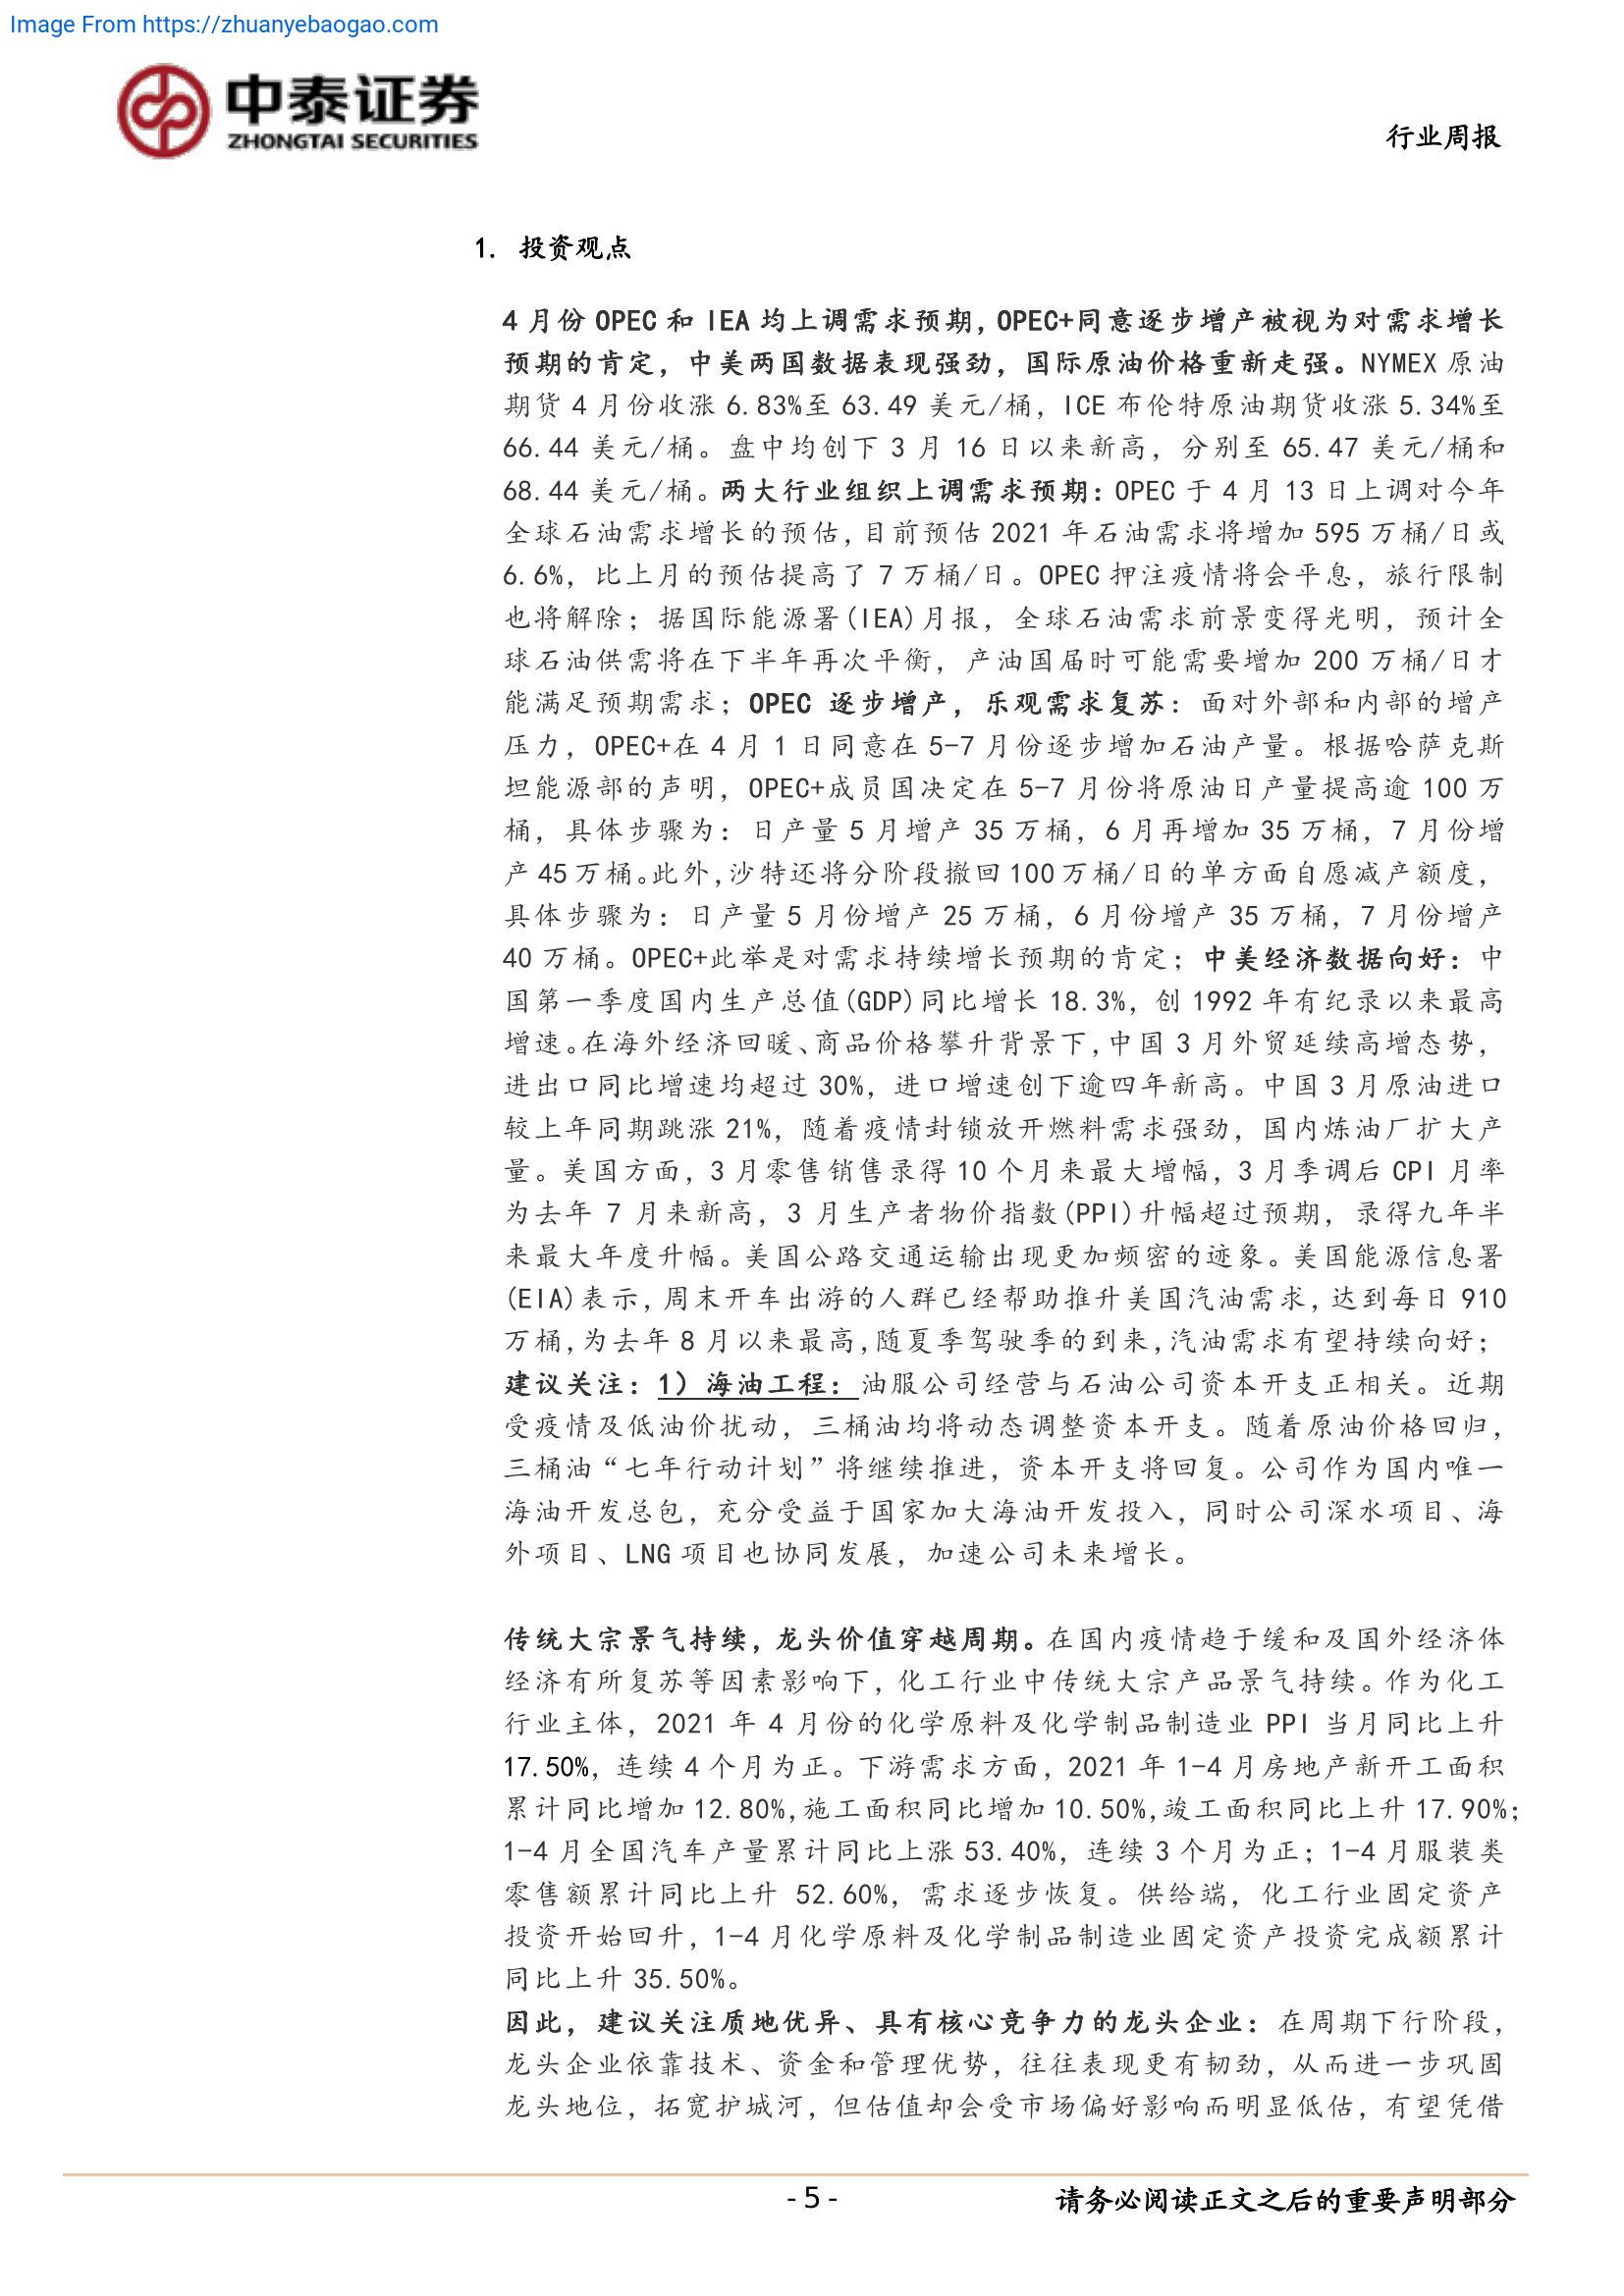 Image From https://zhuanyebaogao.com
中泰证券
ZHONGTAI SECURITIES
行业周报
1. 投资观点
4 月份 OPEC 和 IEA 均上调需求预期，OPEC+同意逐步增产被视为对需求增长
预期的肯定，中美两国数据表现强劲，国际原油价格重新走强。NYMEX 原油
期货 4 月份收涨 6.83%至 63.49 美元/桶，ICE 布伦特原油期货收涨 5.34%至
66.44 美元/桶。盘中均创下 3 月 16 日以来新高，分别至 65.47 美元/桶和
68.44 美元/桶。两大行业组织上调需求预期：OPEC 于 4 月 13 日上调对今年
全球石油需求增长的预估，目前预估 2021 年石油需求将增加 595 万桶/日或
6.6%，比上月的预估提高了 7 万桶/日。OPEC 押注疫情将会平息，旅行限制
也将解除；据国际能源署(IEA)月报，全球石油需求前景变得光明，预计全
球石油供需将在下半年再次平衡，产油国届时可能需要增加 200 万桶/日才
能满足预期需求；OPEC 逐步增产，乐观需求复苏：面对外部和内部的增产
压力，OPEC+在 4 月 1 日同意在 5-7 月份逐步增加石油产量。根据哈萨克斯
坦能源部的声明，OPEC+成员国决定在 5-7 月份将原油日产量提高逾 100 万
桶，具体步骤为：日产量 5 月增产 35 万桶，6 月再增加 35 万桶，7 月份增
产 45 万桶。此外，沙特还将分阶段撤回 100 万桶/日的单方面自愿减产额度，
具体步骤为：日产量 5 月份增产 25 万桶，6 月份增产 35 万桶，7 月份增产
40 万桶。OPEC+此举是对需求持续增长预期的肯定；中美经济数据向好：中
国第一季度国内生产总值(GDP)同比增长 18.3%，创 1992 年有纪录以来最高
增速。在海外经济回暖、商品价格攀升背景下，中国 3 月外贸延续高增态势，
进出口同比增速均超过 30%，进口增速创下逾四年新高。中国 3 月原油进口
较上年同期跳涨 21%，随着疫情封锁放开燃料需求强劲，国内炼油厂扩大产
量。美国方面，3 月零售销售录得 10 个月来最大增幅，3 月季调后 CPI 月率
为去年 7 月来新高，3 月生产者物价指数(PPI)升幅超过预期，录得九年半
来最大年度升幅。美国公路交通运输出现更加频密的迹象。美国能源信息署
(EIA)表示，周末开车出游的人群已经帮助推升美国汽油需求，达到每日 910
万桶，为去年 8 月以来最高，随夏季驾驶季的到来，汽油需求有望持续向好；
建议关注：1）海油工程：油服公司经营与石油公司资本开支正相关。近期
受疫情及低油价扰动，三桶油均将动态调整资本开支。随着原油价格回归，
三桶油“七年行动计划”将继续推进，资本开支将回复。公司作为国内唯一
海油开发总包，充分受益于国家加大海油开发投入，同时公司深水项目、海
外项目、LNG 项目也协同发展，加速公司未来增长。
传统大宗景气持续，龙头价值穿越周期。在国内疫情趋于缓和及国外经济体
经济有所复苏等因素影响下，化工行业中传统大宗产品景气持续。作为化工
行业主体，2021 年 4 月份的化学原料及化学制品制造业 PPI 当月同比上升
17.50%，连续 4 个月为正。下游需求方面，2021 年 1-4 月房地产新开工面积
累计同比增加 12.80%，施工面积同比增加 10.50%，竣工面积同比上升 17.90%；
1-4 月全国汽车产量累计同比上涨 53.40%，连续 3 个月为正；1-4 月服装类
零售额累计同比上升 52.60%，需求逐步恢复。供给端，化工行业固定资产
投资开始回升，1-4 月化学原料及化学制品制造业固定资产投资完成额累计
同比上升 35.50%。
因此，建议关注质地优异、具有核心竞争力的龙头企业：在周期下行阶段，
龙头企业依靠技术、资金和管理优势，往往表现更有韧劲，从而进一步巩固
龙头地位，拓宽护城河，但估值却会受市场偏好影响而明显低估，有望凭借
- 5 -
请务必阅读正文之后的重要声明部分